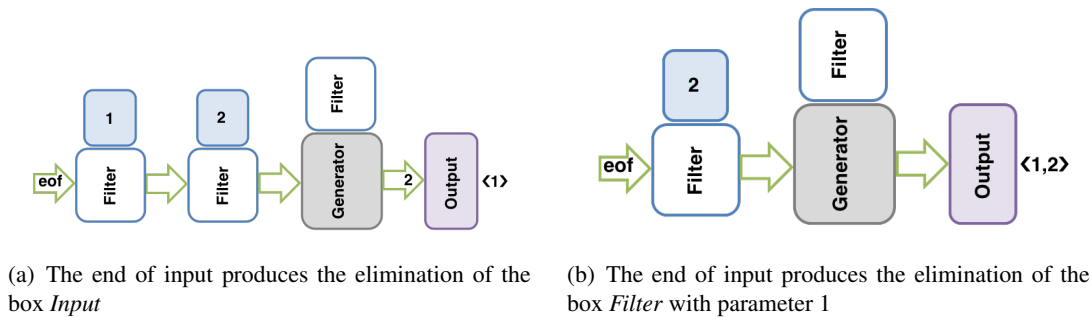 1
2
Filter
eof
Filter
Filter
Generator
2
Output
⟨1⟩
2
Filter
eof
Filter
Generator
Output
⟨1,2⟩
(a) The end of input produces the elimination of the
box Input
(b) The end of input produces the elimination of the
box Filter with parameter 1